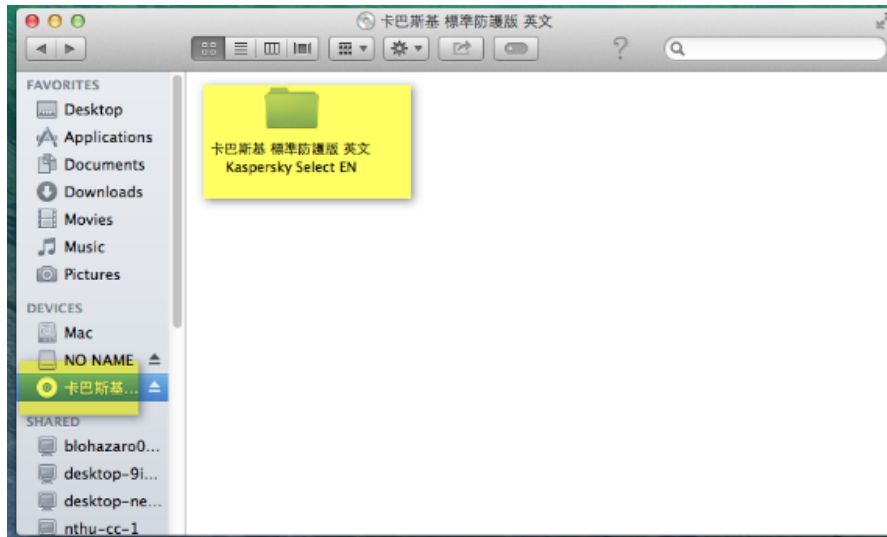 卡巴斯基 標準防護版 英文
FAVORITES
Desktop
Applications
Documents
Downloads
Movies
Music
Pictures
DEVICES
Mac
NO NAME
卡巴斯基...
SHARED
blohazaro0...
desktop-9i...
desktop-ne...
nthu-cc-1
卡巴斯基 標準防護版 英文
Kaspersky Select EN